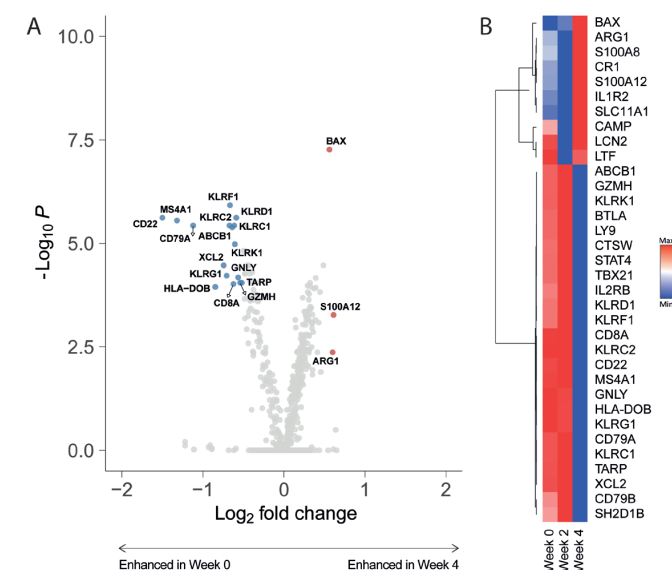 A
10.0
7.5
5.0
2.5
0.0
-Log10 P
BAX
KLRF1
MS4A1
KLRC2
KLRD1
CD22
KLRC1
CD79A
ABCB1
KLRK1
XCL2
GNLY
KLRG1
TARP
HLA−DOB
GZMH
CD8A
S100A12
ARG1
−2
−1
0
1
2
Log2 fold change
Enhanced in Week 0
Enhanced in Week 4
B
BAX
ARG1
S100A8
CR1
S100A12
IL1R2
SLC11A1
CAMP
LCN2
LTF
ABCB1
GZMH
KLRK1
BTLA
LY9
CTSW
STAT4
TBX21
IL2RB
KLRD1
KLRF1
CD8A
KLRC2
CD22
MS4A1
GNLY
HLA-DOB
KLRG1
CD79A
KLRC1
TARP
XCL2
CD79B
SH2D1B
Week 0
Week 2
Week 4
Max
Min